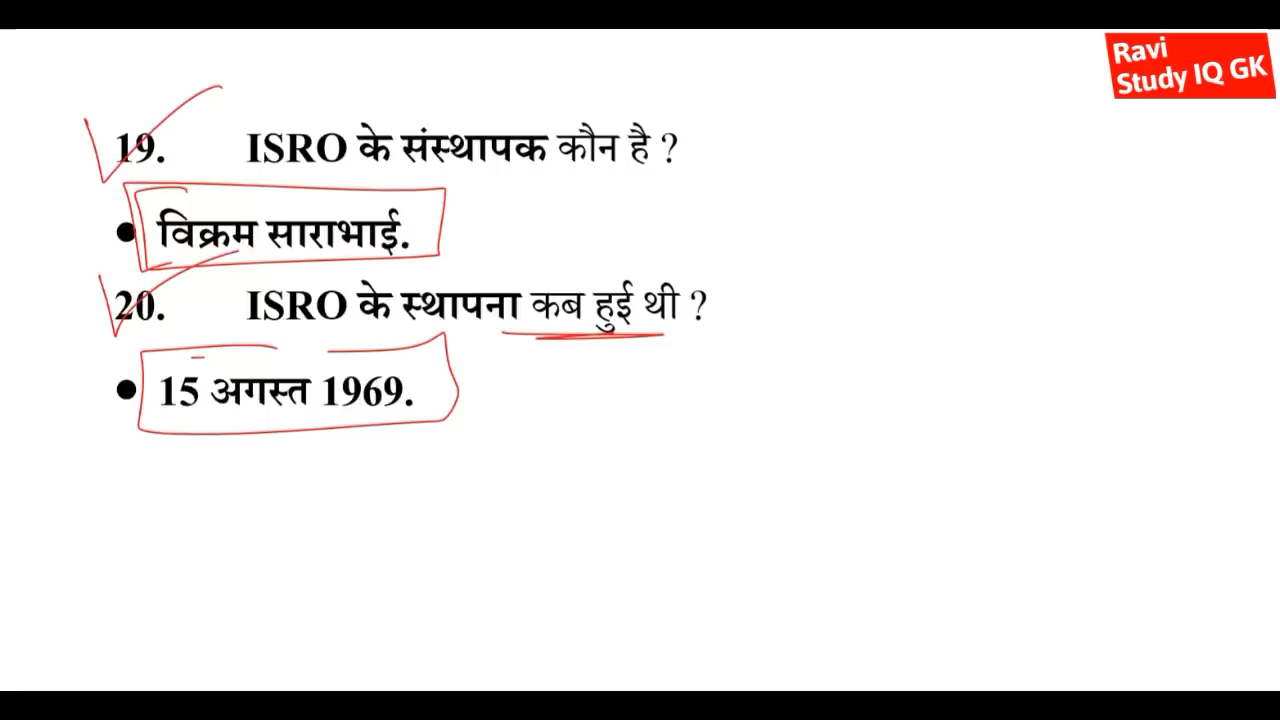 Ravi
Study IQ GK
19. ISRO के संस्थापक कौन है ?
• विक्रम साराभाई.
20. ISRO के स्थापना कब हुई थी ?
• 15 अगस्त 1969.